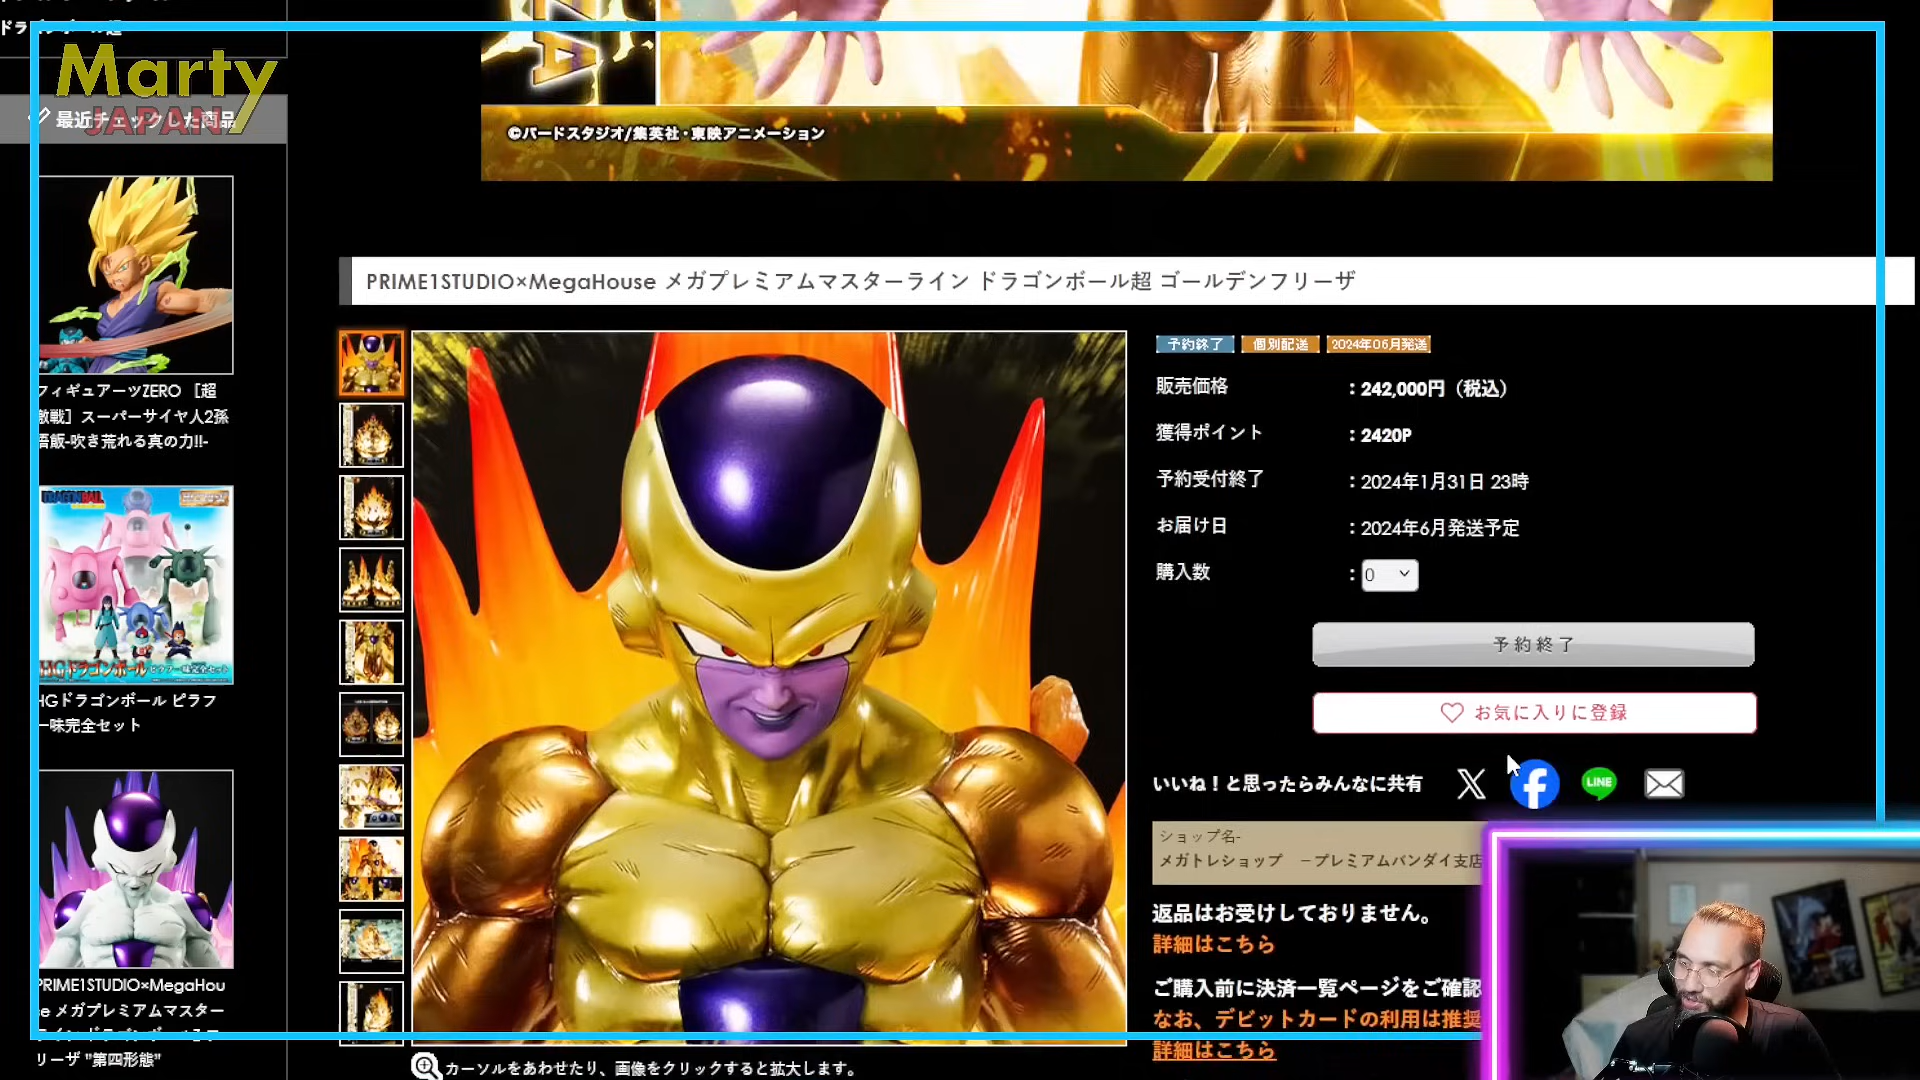 Marty
JAPAN
最近チェックした商品
©バードスタジオ/集英社・東映アニメーション
フィギュアーツZERO ［超
激戦］スーパーサイヤ人2孫
悟飯-吹き荒れる真の力!!-
HGドラゴンボール ピラフ
一味完全セット
PRIME1STUDIO×MegaHou
se メガプレミアムマスター
リーザ "第四形態"
PRIME1STUDIO×MegaHouse メガプレミアムマスターライン ドラゴンボール超 ゴールデンフリーザ
予約終了 個別配送 2024年06月発送
販売価格 : 242,000円（税込）
獲得ポイント : 2420P
予約受付終了 : 2024年1月31日 23時
お届け日 : 2024年6月発送予定
購入数 : 0
予約終了
お気に入りに登録
いいね！と思ったらみんなに共有
LINE
ショップ名-
メガトレショップ －プレミアムバンダイ支店
返品はお受けしておりません。
詳細はこちら
ご購入前に決済一覧ページをご確認
なお、デビットカードの利用は推奨
詳細はこちら
カーソルをあわせたり、画像をクリックすると拡大します。